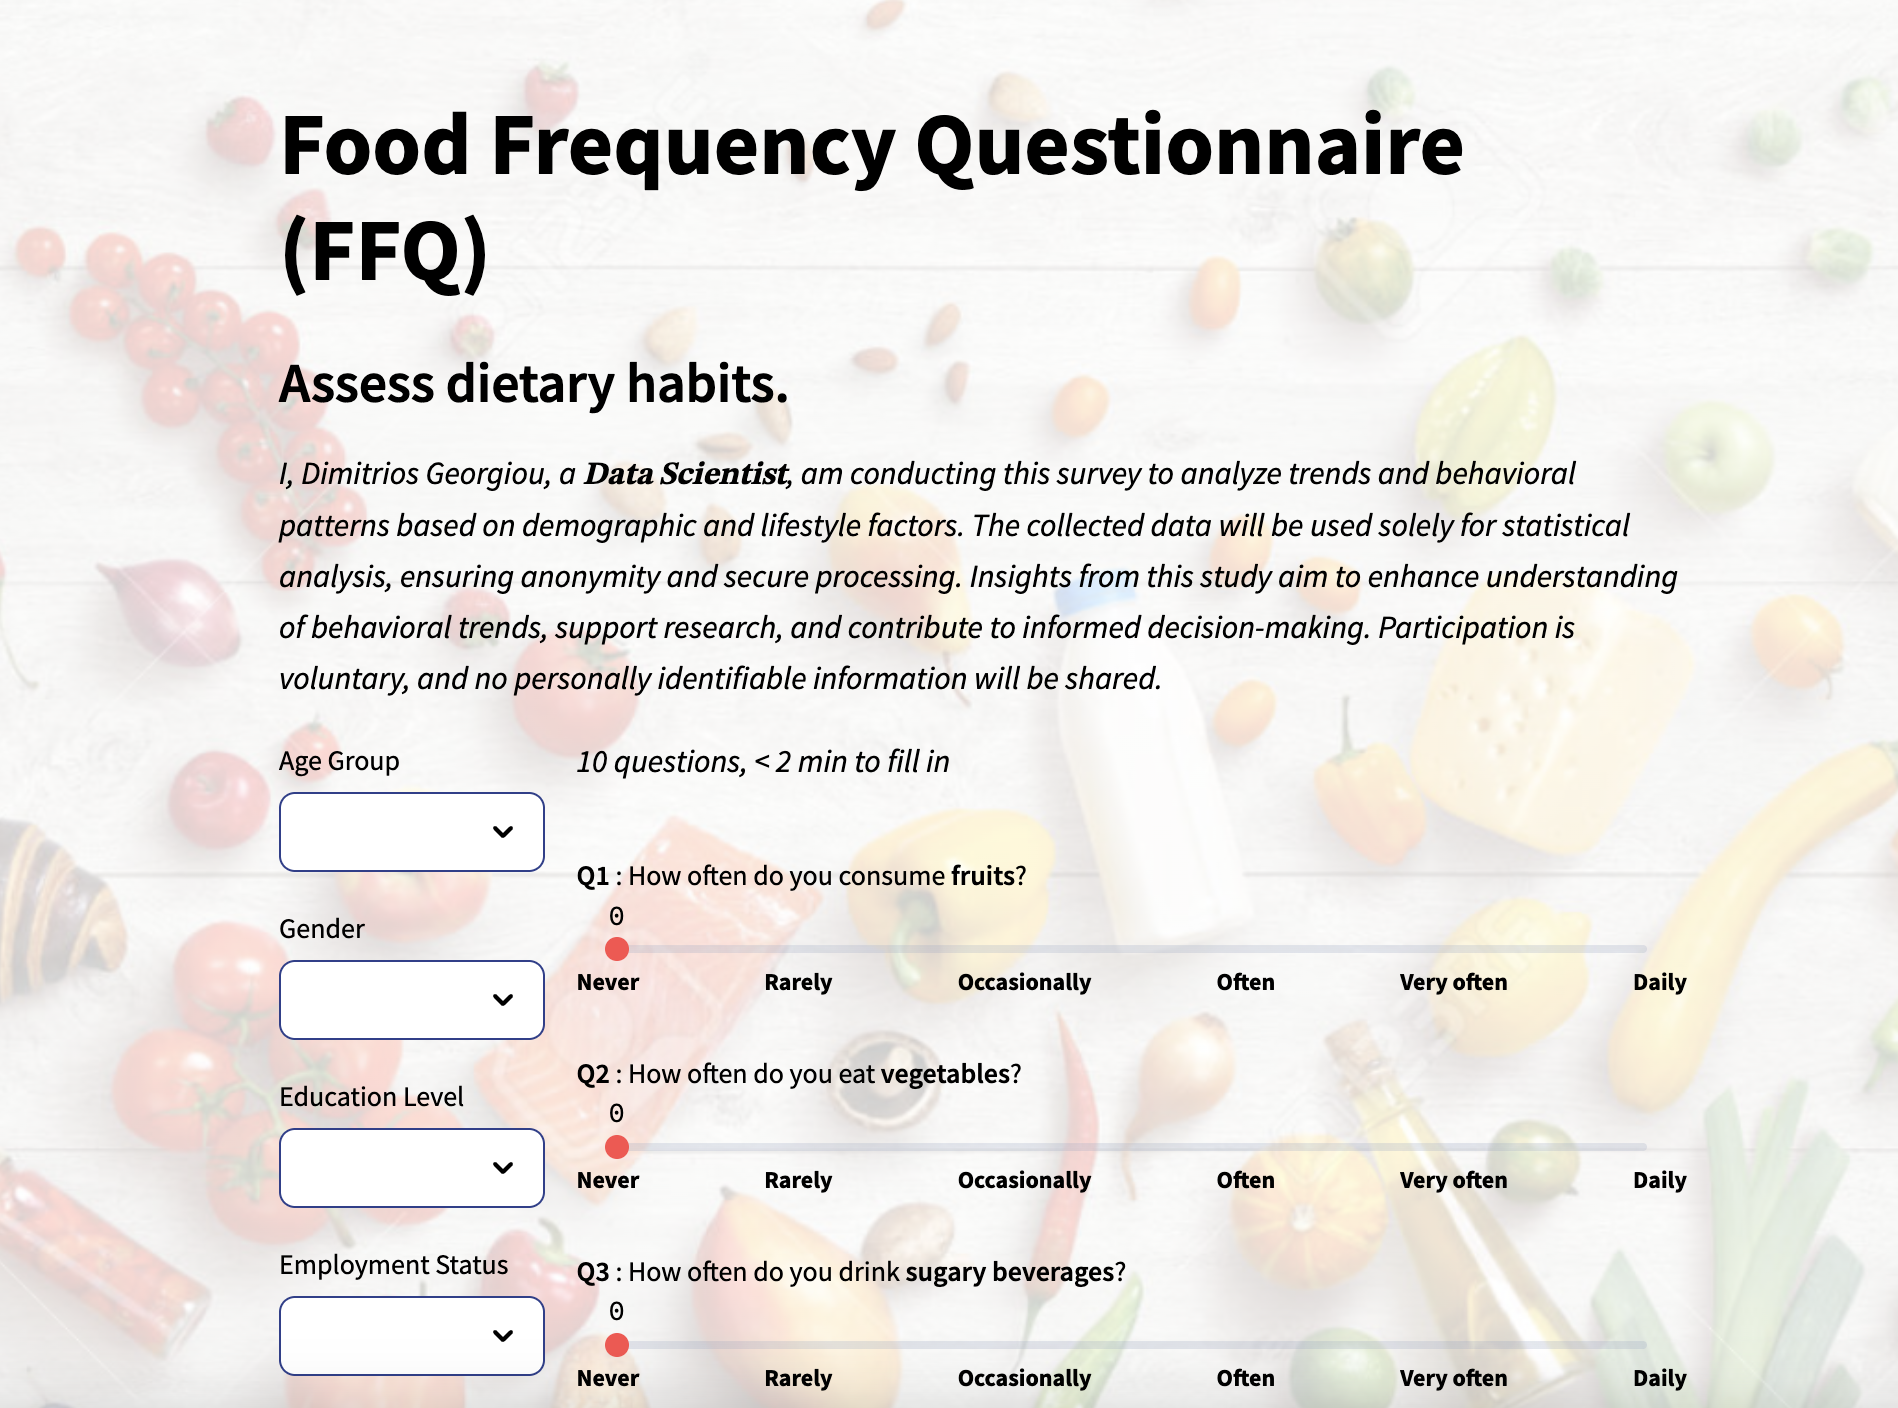 Food Frequency Questionnaire
(FFQ)
Assess dietary habits.
I, Dimitrios Georgiou, a Data Scientist, am conducting this survey to analyze trends and behavioral
patterns based on demographic and lifestyle factors. The collected data will be used solely for statistical
analysis, ensuring anonymity and secure processing. Insights from this study aim to enhance understanding
of behavioral trends, support research, and contribute to informed decision-making. Participation is
voluntary, and no personally identifiable information will be shared.
Age Group
Gender
Education Level
Employment Status
10 questions, < 2 min to fill in
Q1 : How often do you consume fruits?
0
Never Rarely Occasionally Often Very often Daily
Q2 : How often do you eat vegetables?
0
Never Rarely Occasionally Often Very often Daily
Q3 : How often do you drink sugary beverages?
0
Never Rarely Occasionally Often Very often Daily